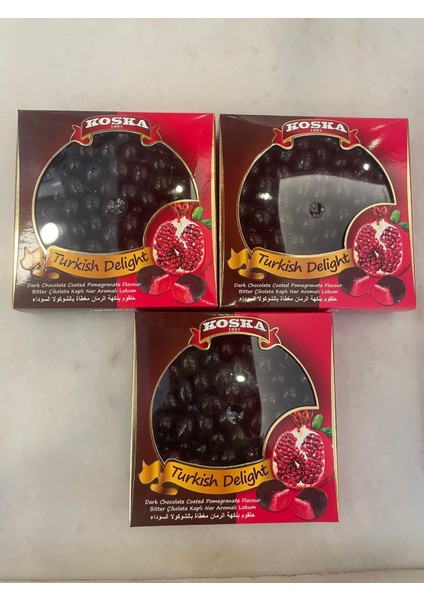 KOSKA
1907
Turkish Delight
Dark Chocolate Coated Pomegranate Flavour
Bitter Çikolata Kaplı Nar Aromalı Lokum
حلقوم بنكهة الرمان مغطاة بالشوكولا السوداء
KOSKA
1907
Turkish Delight
Dark Chocolate Coated Pomegranate Flavour
Bitter Çikolata Kaplı Nar Aromalı Lokum
حلقوم بنكهة الرمان مغطاة بالشوكولا السوداء
KOSKA
1907
Turkish Delight
Dark Chocolate Coated Pomegranate Flavour
Bitter Çikolata Kaplı Nar Aromalı Lokum
حلقوم بنكهة الرمان مغطاة بالشوكولا السوداء